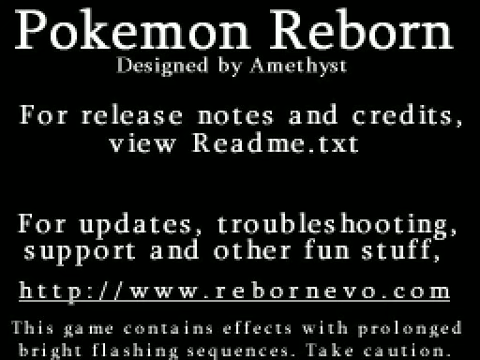 Pokemon Reborn
Designed by Amethyst
For release notes and credits,
view Readme.txt
For updates, troubleshooting,
support and other fun stuff,
http://www.rebornevo.com
This game contains effects with prolonged
bright flashing sequences. Take caution.